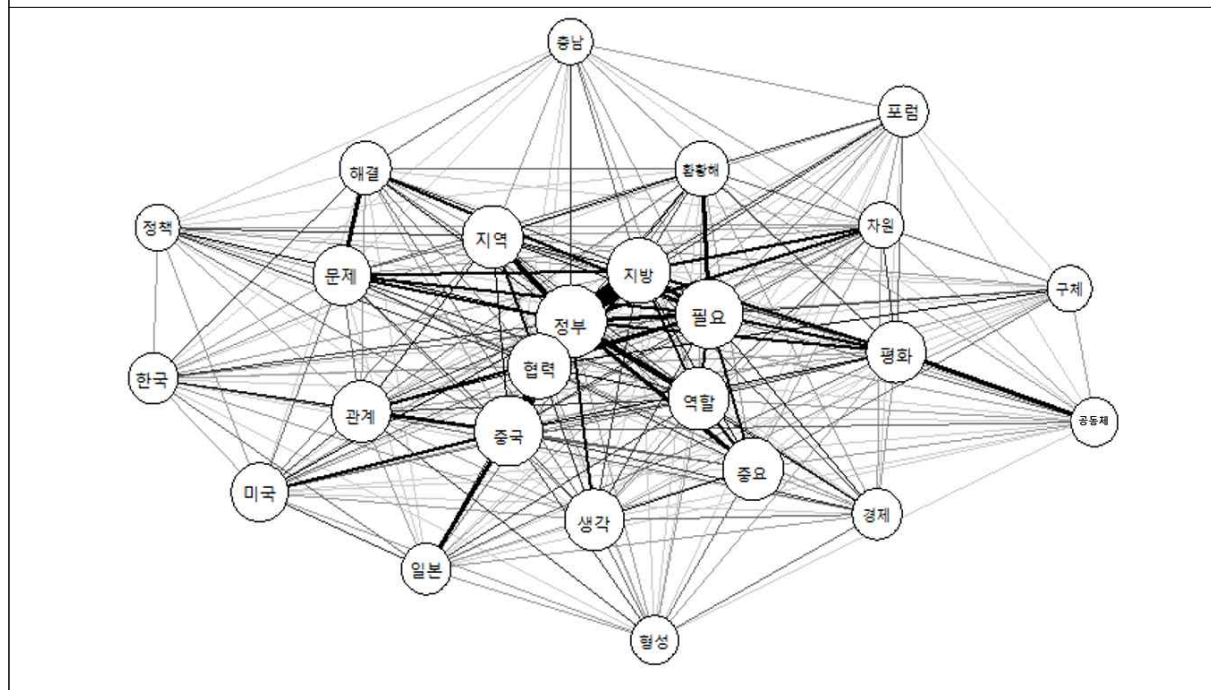 충남
포럼
해결
환황해
정책
지역
차원
문제
지방
구제
정부
필요
평화
협력
한국
관계
역할
공동체
중국
중요
미국
생각
경제
일본
형성